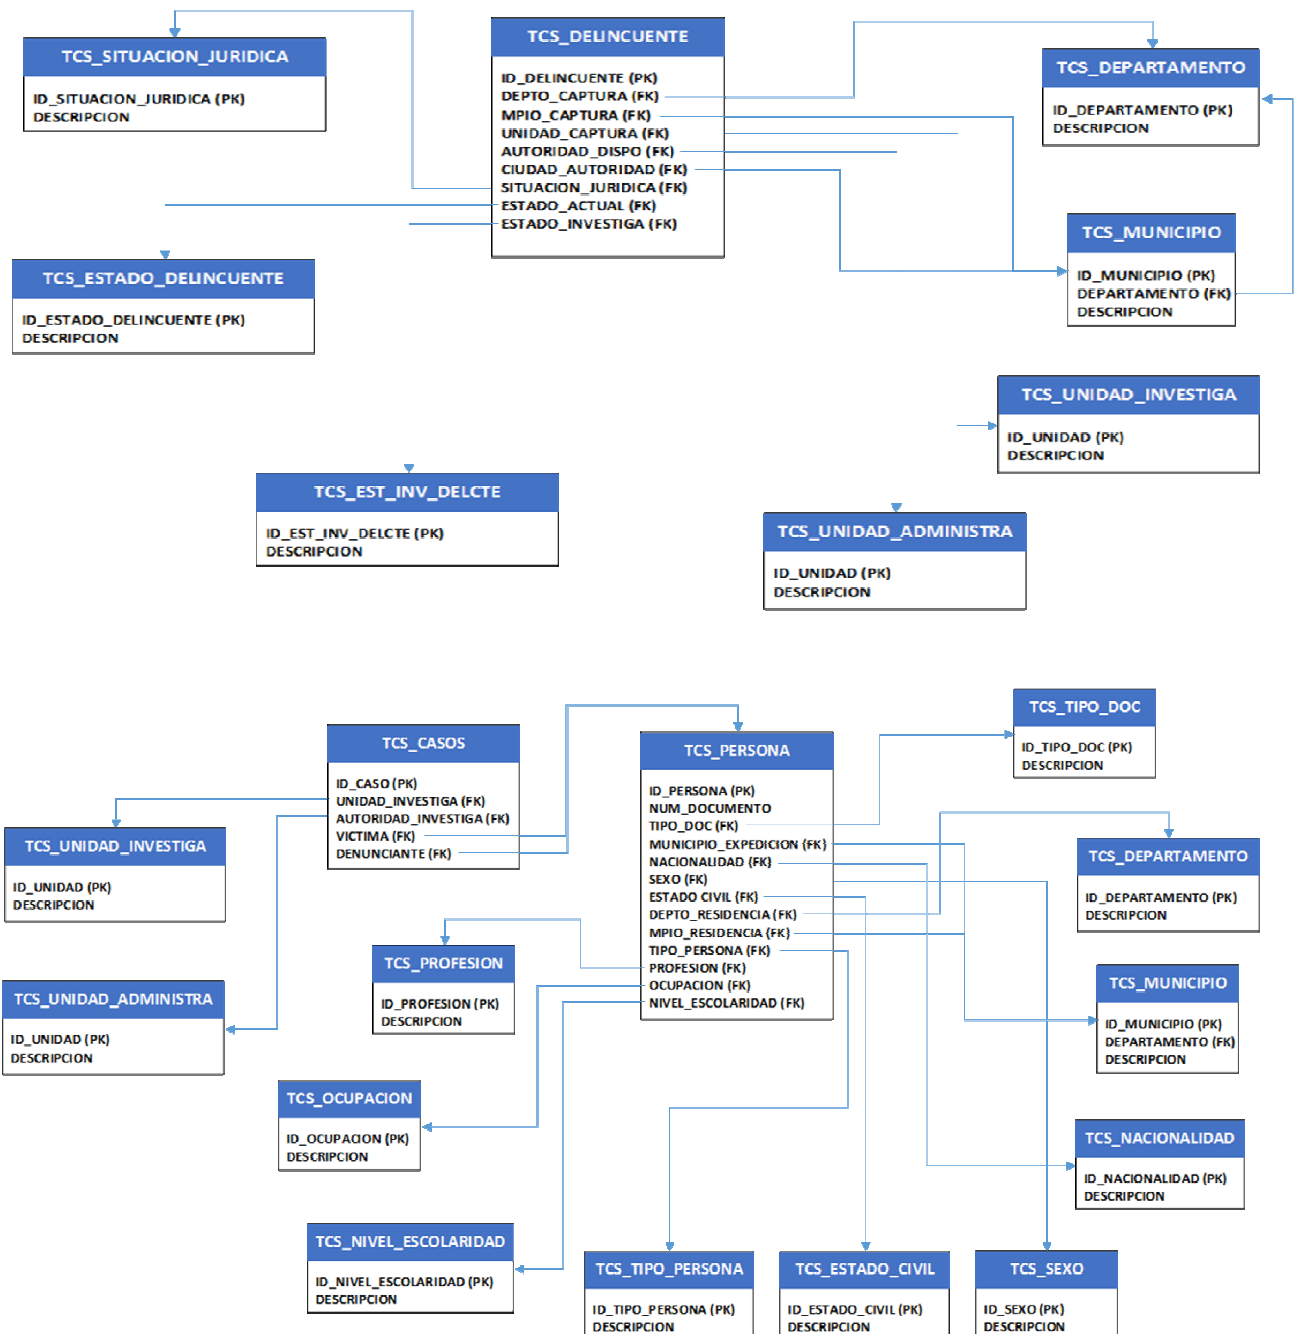 TCS_SITUACION_JURIDICA
ID_SITUACION_JURIDICA (PK)
DESCRIPCION
TCS_DELINCUENTE
ID_DELINCUENTE (PK)
DEPTO_CAPTURA (FK)
MPIO_CAPTURA (FK)
UNIDAD_CAPTURA (FK)
AUTORIDAD_DISPO (FK)
CIUDAD_AUTORIDAD (FK)
SITUACION_JURIDICA (FK)
ESTADO_ACTUAL (FK)
ESTADO_INVESTIGA (FK)
TCS_DEPARTAMENTO
ID_DEPARTAMENTO (PK)
DESCRIPCION
TCS_MUNICIPIO
ID_MUNICIPIO (PK)
DEPARTAMENTO (FK)
DESCRIPCION
TCS_ESTADO_DELINCUENTE
ID_ESTADO_DELINCUENTE (PK)
DESCRIPCION
TCS_UNIDAD_INVESTIGA
ID_UNIDAD (PK)
DESCRIPCION
TCS_EST_INV_DELCTE
ID_EST_INV_DELCTE (PK)
DESCRIPCION
TCS_UNIDAD_ADMINISTRA
ID_UNIDAD (PK)
DESCRIPCION
TCS_CASOS
ID_CASO (PK)
UNIDAD_INVESTIGA (FK)
AUTORIDAD_INVESTIGA (FK)
VICTIMA (FK)
DENUNCIANTE (FK)
TCS_PERSONA
ID_PERSONA (PK)
NUM_DOCUMENTO
TIPO_DOC (FK)
MUNICIPIO_EXPEDICION (FK)
NACIONALIDAD (FK)
SEXO (FK)
ESTADO CIVIL (FK)
DEPTO_RESIDENCIA (FK)
MPIO_RESIDENCIA (FK)
TIPO_PERSONA (FK)
PROFESION (FK)
OCUPACION (FK)
NIVEL_ESCOLARIDAD (FK)
TCS_TIPO_DOC
ID_TIPO_DOC (PK)
DESCRIPCION
TCS_UNIDAD_INVESTIGA
ID_UNIDAD (PK)
DESCRIPCION
TCS_DEPARTAMENTO
ID_DEPARTAMENTO (PK)
DESCRIPCION
TCS_PROFESION
ID_PROFESION (PK)
DESCRIPCION
TCS_UNIDAD_ADMINISTRA
ID_UNIDAD (PK)
DESCRIPCION
TCS_MUNICIPIO
ID_MUNICIPIO (PK)
DEPARTAMENTO (FK)
DESCRIPCION
TCS_OCUPACION
ID_OCUPACION (PK)
DESCRIPCION
TCS_NACIONALIDAD
ID_NACIONALIDAD (PK)
DESCRIPCION
TCS_NIVEL_ESCOLARIDAD
ID_NIVEL_ESCOLARIDAD (PK)
DESCRIPCION
TCS_TIPO_PERSONA
ID_TIPO_PERSONA (PK)
DESCRIPCION
TCS_ESTADO_CIVIL
ID_ESTADO_CIVIL (PK)
DESCRIPCION
TCS_SEXO
ID_SEXO (PK)
DESCRIPCION